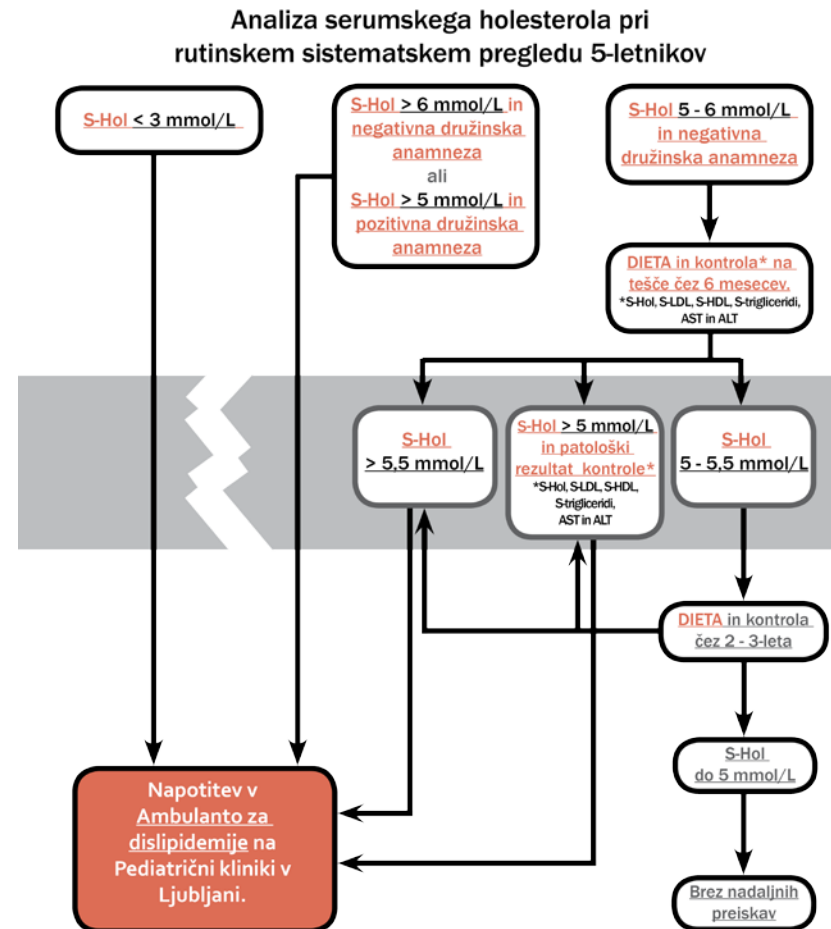 Analiza serumskega holesterola pri
rutinskem sistematskem pregledu 5-letnikov
S-Hol < 3 mmol/L
S-Hol > 6 mmol/L in
negativna družinska
anamneza
ali
S-Hol > 5 mmol/L in
pozitivna družinska
anamneza
S-Hol 5 - 6 mmol/L
in negativna
družinska anamneza
DIETA in kontrola* na
tešče čez 6 mesecev.
*S-Hol, S-LDL, S-HDL, S-trigliceridi,
AST in ALT
S-Hol
> 5,5 mmol/L
S-Hol > 5 mmol/L
in patološki
rezultat kontrole*
*S-Hol, S-LDL, S-HDL,
S-trigliceridi,
AST in ALT
S-Hol
5 - 5,5 mmol/L
DIETA in kontrola
čez 2 - 3-leta
S-Hol
do 5 mmol/L
Napotitev v
Ambulanto za
dislipidemije na
Pediatrični kliniki v
Ljubljani.
Brez nadaljnih
preiskav